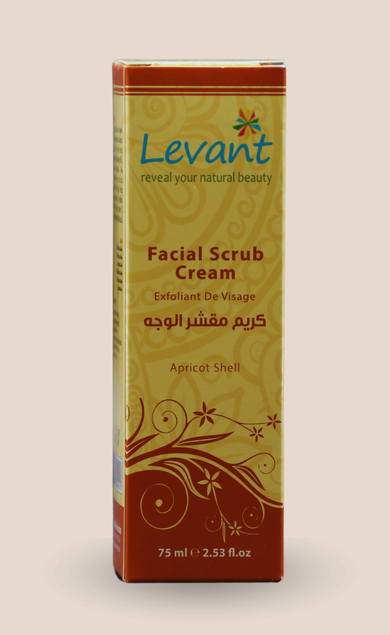 Levant
reveal your natural beauty
Facial Scrub
Cream
Exfoliant De Visage
كريم مقشر الوجه
Apricot Shell
75 ml ℮ 2.53 fl.oz